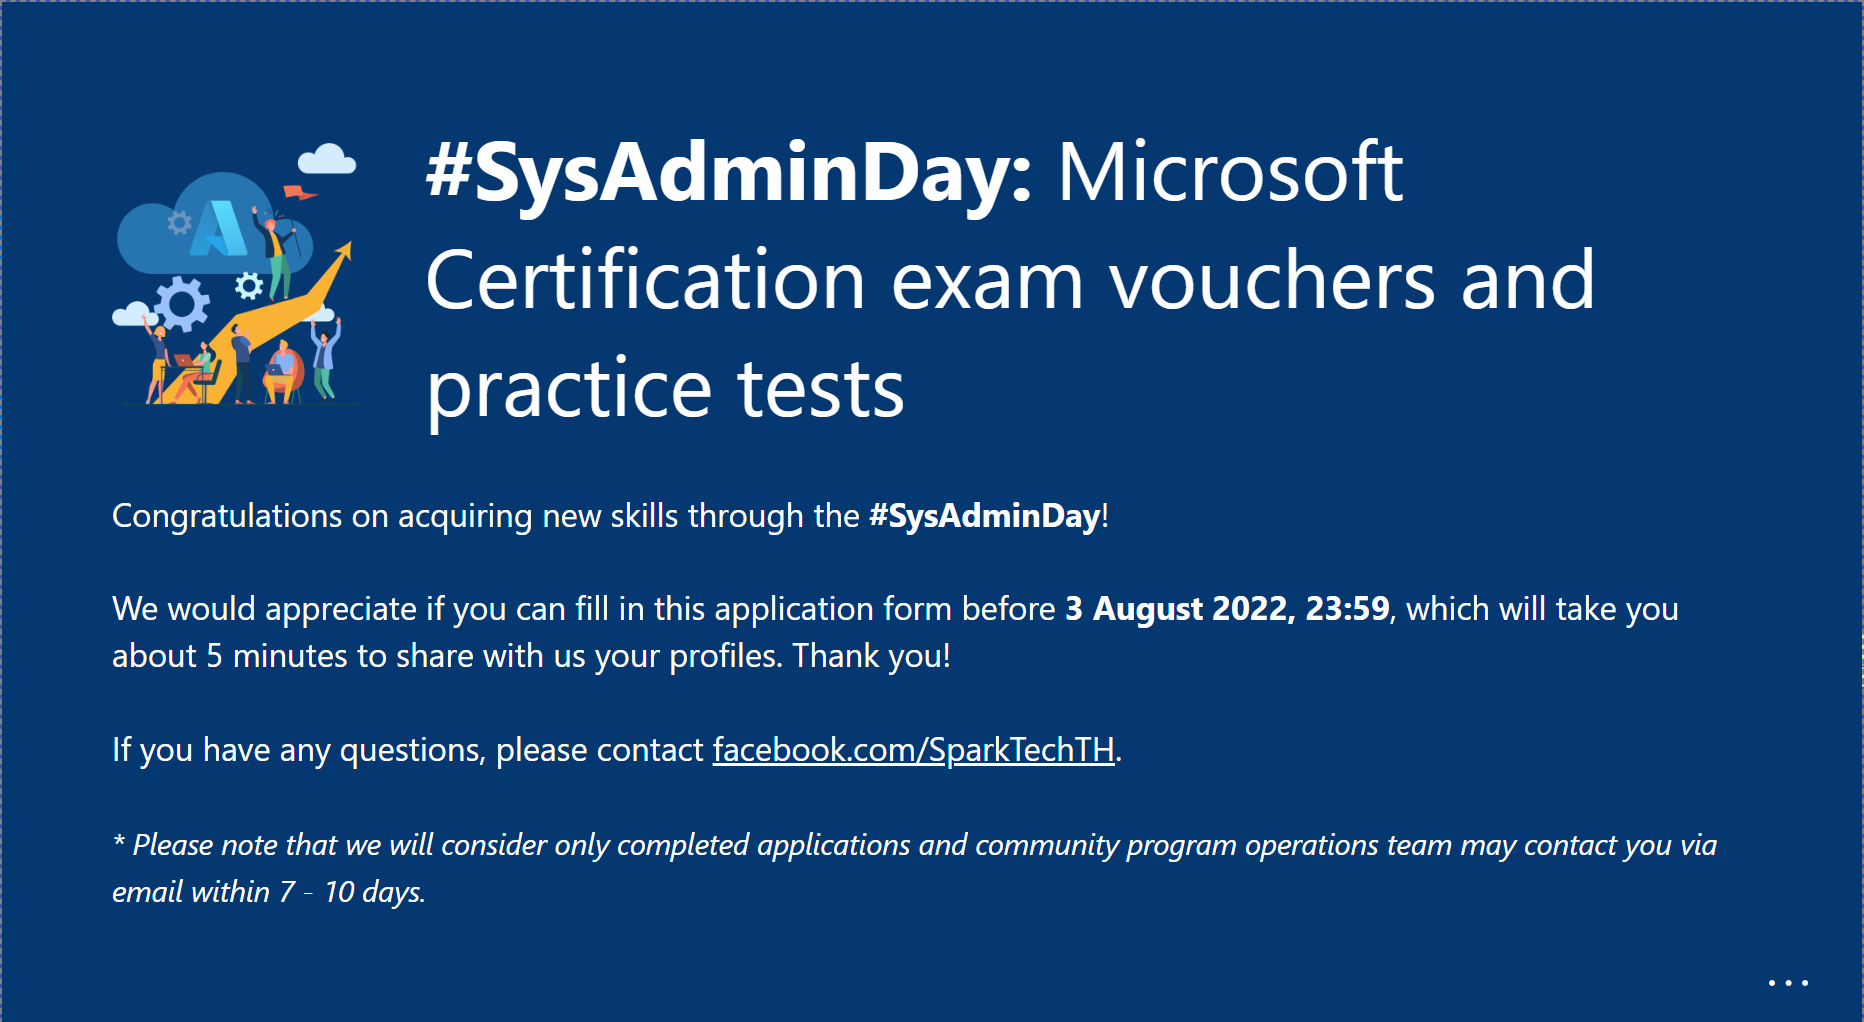 #SysAdminDay: Microsoft
Certification exam vouchers and
practice tests
Congratulations on acquiring new skills through the #SysAdminDay!
We would appreciate if you can fill in this application form before 3 August 2022, 23:59, which will take you
about 5 minutes to share with us your profiles. Thank you!
If you have any questions, please contact facebook.com/SparkTechTH.
* Please note that we will consider only completed applications and community program operations team may contact you via
email within 7 - 10 days.